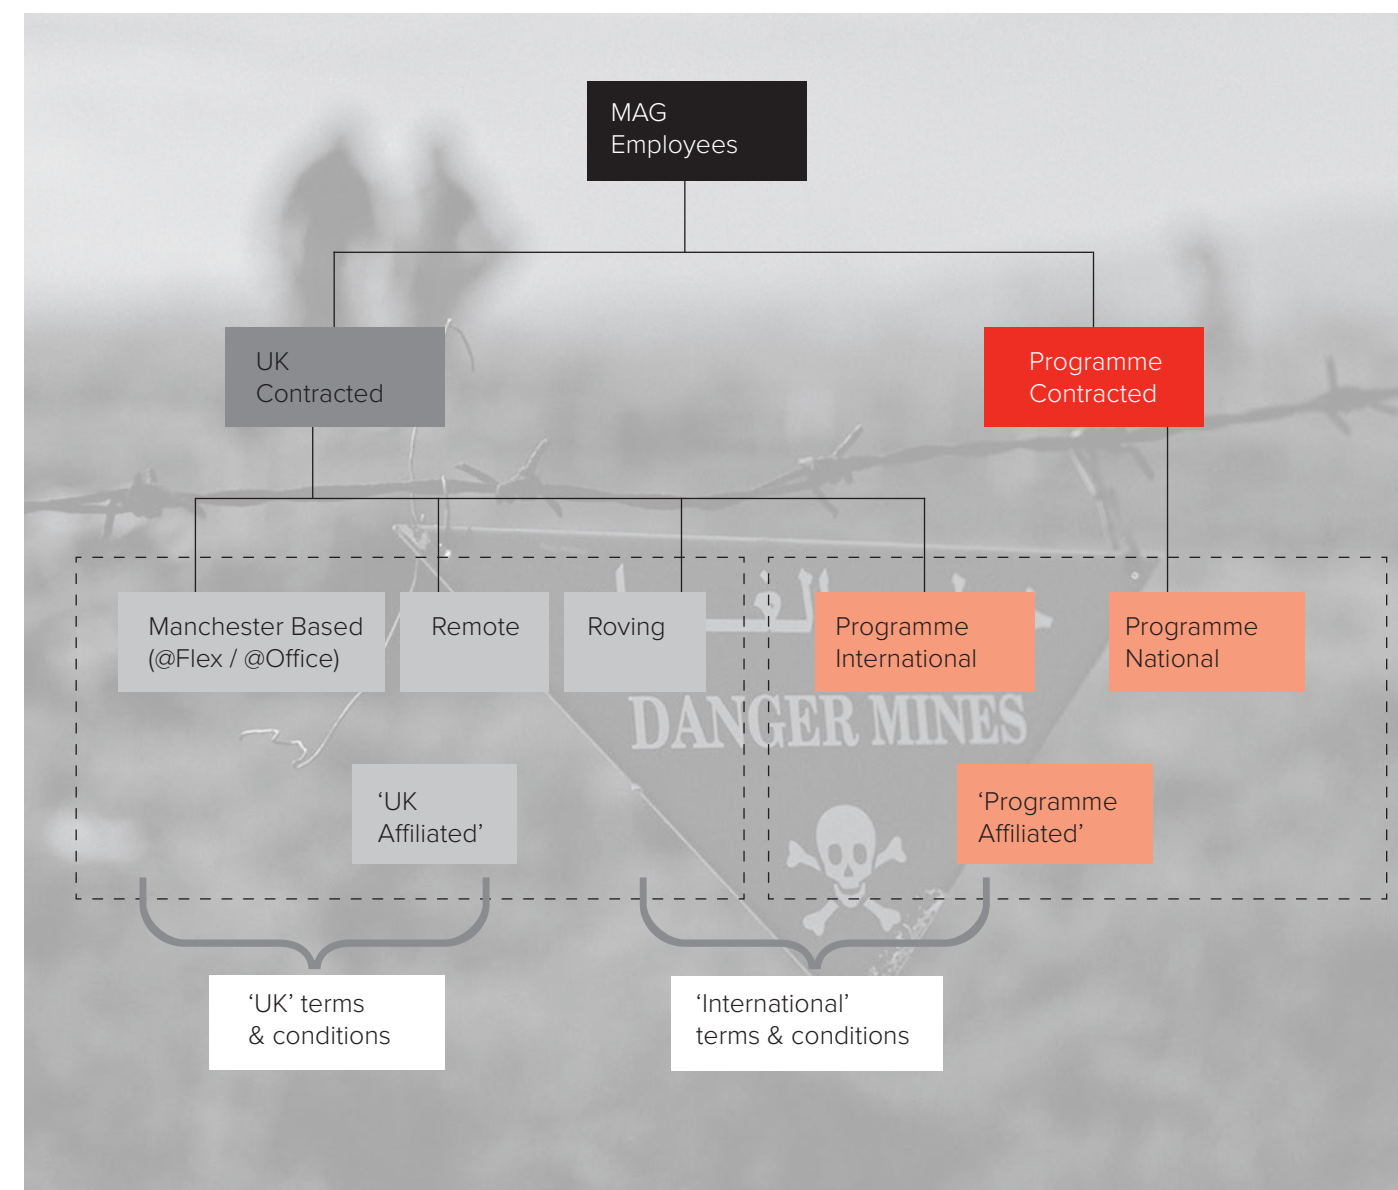 MAG
Employees
UK
Contracted
Programme
Contracted
Manchester Based
(@Flex / @Office)
Remote
Roving
Programme
International
Programme
National
DANGER MINES
‘UK
Affiliated’
‘Programme
Affiliated’
‘UK’ terms
& conditions
‘International’
terms & conditions